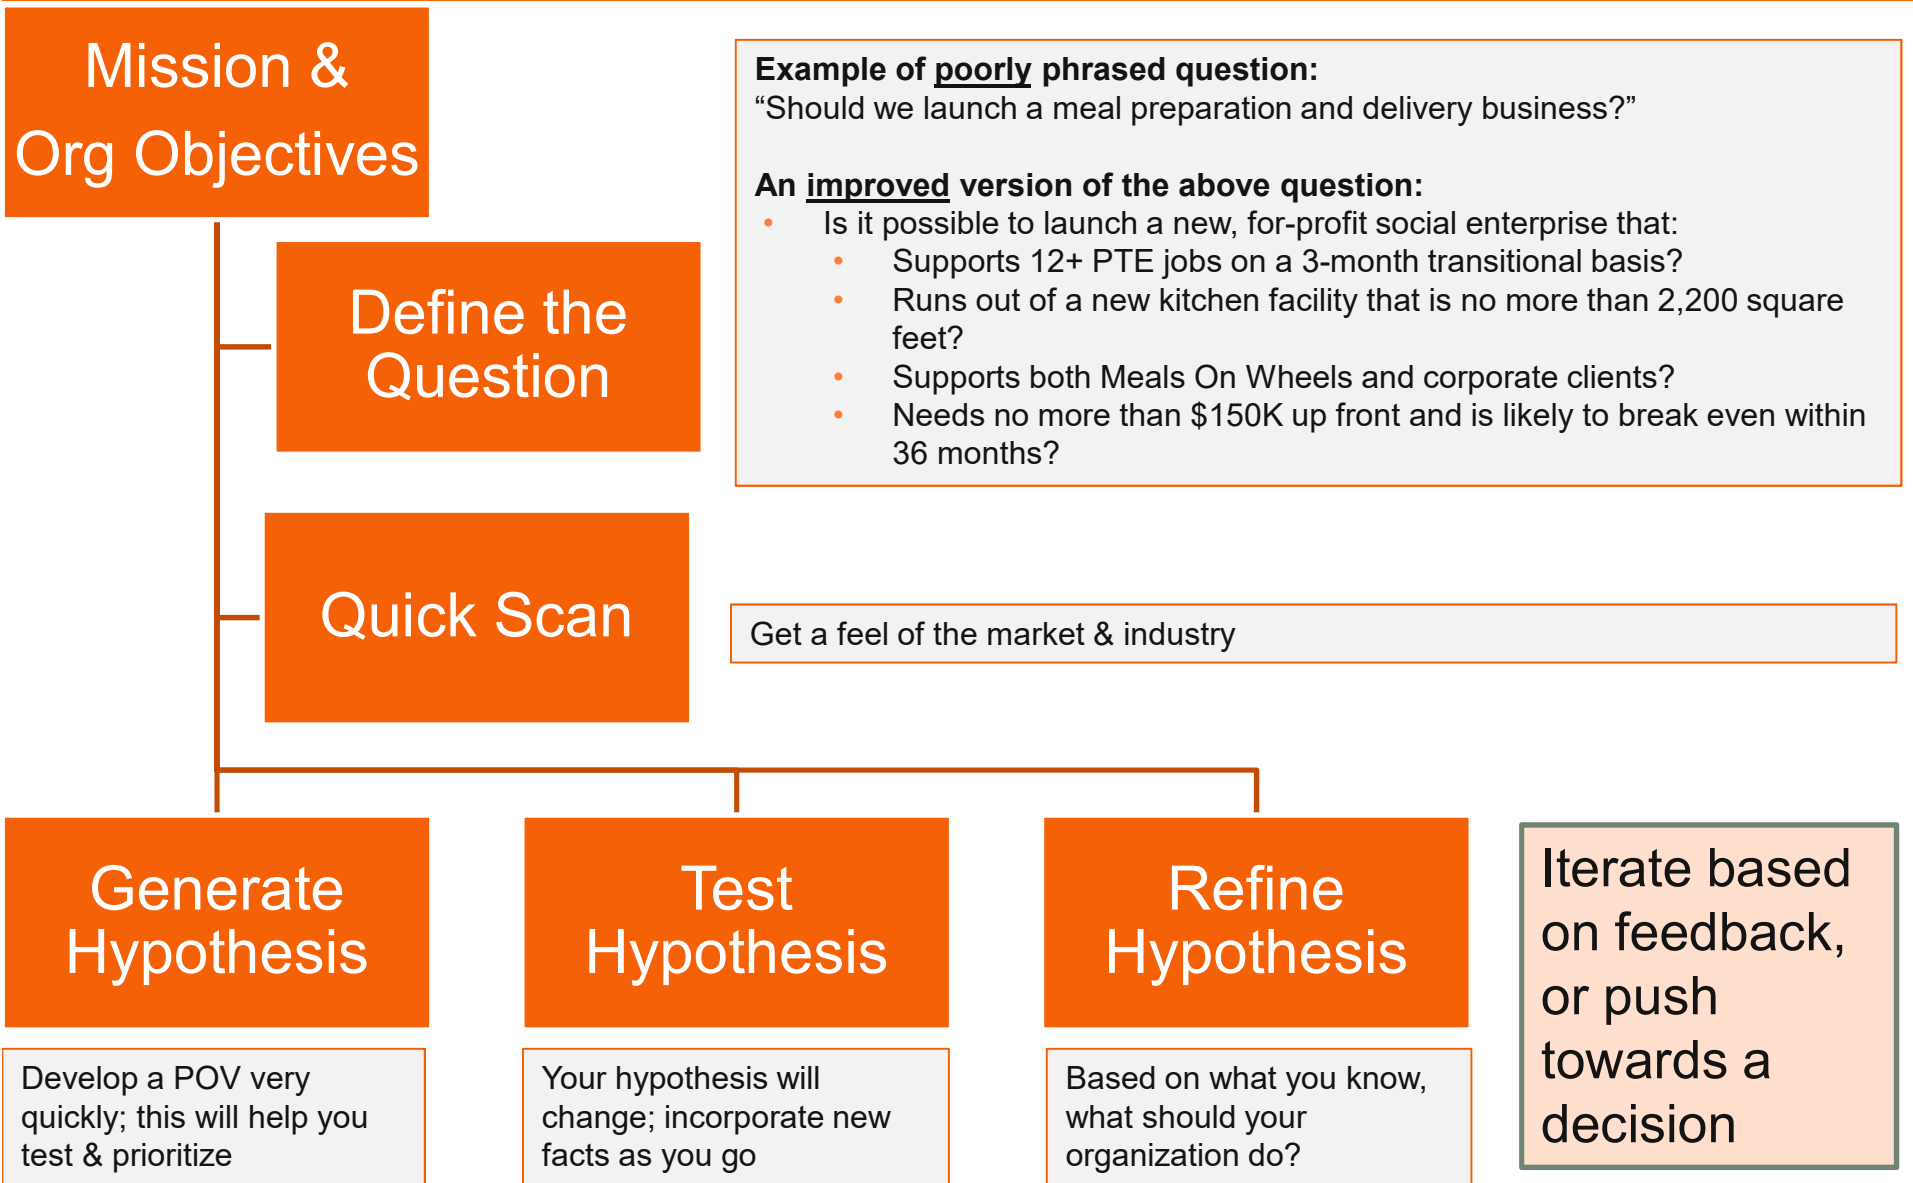 Mission &
Org Objectives
Example of poorly phrased question:
“Should we launch a meal preparation and delivery business?”
An improved version of the above question:
• Is it possible to launch a new, for-profit social enterprise that:
• Supports 12+ PTE jobs on a 3-month transitional basis?
• Runs out of a new kitchen facility that is no more than 2,200 square
feet?
• Supports both Meals On Wheels and corporate clients?
• Needs no more than $150K up front and is likely to break even within
36 months?
Define the
Question
Quick Scan
Get a feel of the market & industry
Generate
Hypothesis
Develop a POV very
quickly; this will help you
test & prioritize
Test
Hypothesis
Your hypothesis will
change; incorporate new
facts as you go
Refine
Hypothesis
Based on what you know,
what should your
organization do?
Iterate based
on feedback,
or push
towards a
decision